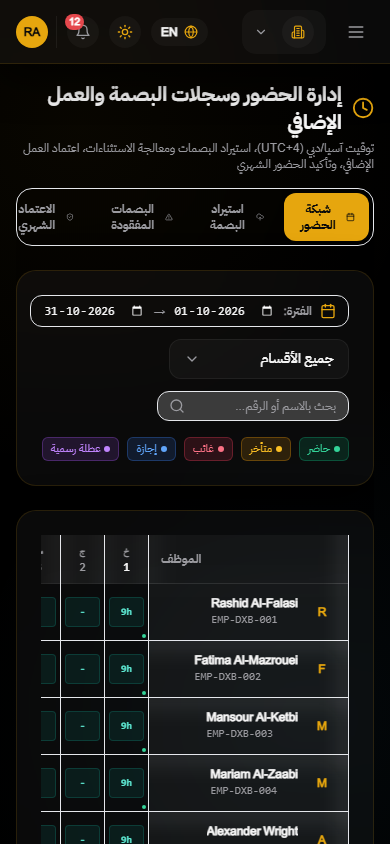 RA
12
EN
إدارة الحضور وسجلات البصمة والعمل
الإضافي
توقيت آسيا/دبي (UTC+4)، استيراد البصمات ومعالجة الاستثناءات، اعتماد العمل
الإضافي، وتأكيد الحضور الشهري
شبكة الحضور
استيراد البصمة
البصمات المفقودة
الاعتماد الشهري
الفترة: 01-10-2026 → 31-10-2026
جميع الأقسام
بحث بالاسم أو الرقم...
حاضر
متأخر
غائب
إجازة
عطلة رسمية
الموظف
خ 1
ج 2
R Rashid Al-Falasi
EMP-DXB-001
9h
-
F Fatima Al-Mazrouei
EMP-DXB-002
9h
-
M Mansour Al-Ketbi
EMP-DXB-003
9h
-
M Mariam Al-Zaabi
EMP-DXB-004
9h
-
A Alexander Wright
9h
-